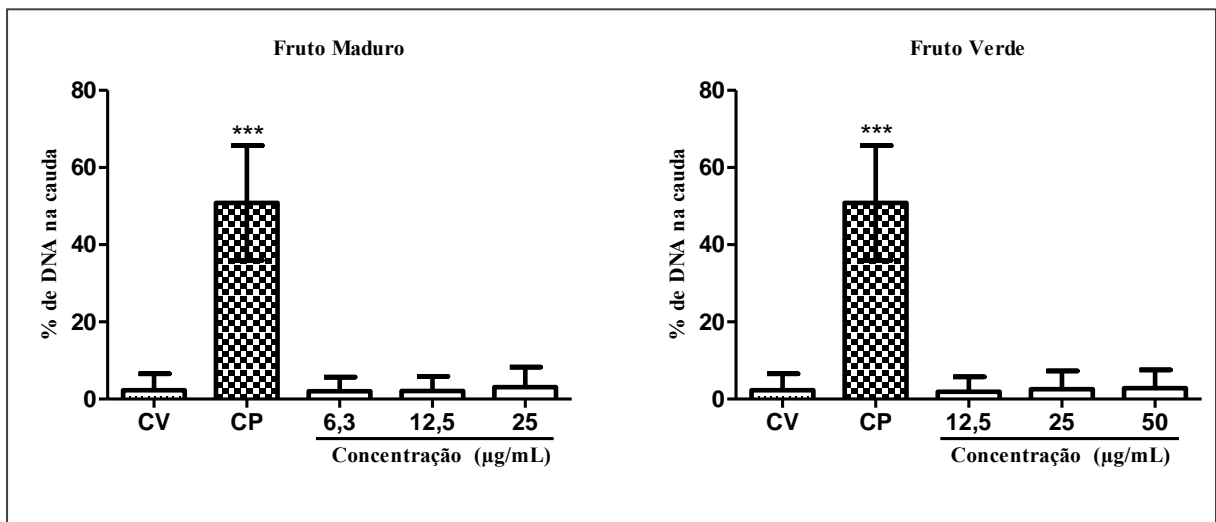 Fruto Maduro
% de DNA na cauda
80
60
40
20
0
***
CV CP 6,3 12,5 25
Concentração (µg/mL)
Fruto Verde
% de DNA na cauda
80
60
40
20
0
***
CV CP 12,5 25 50
Concentração (µg/mL)